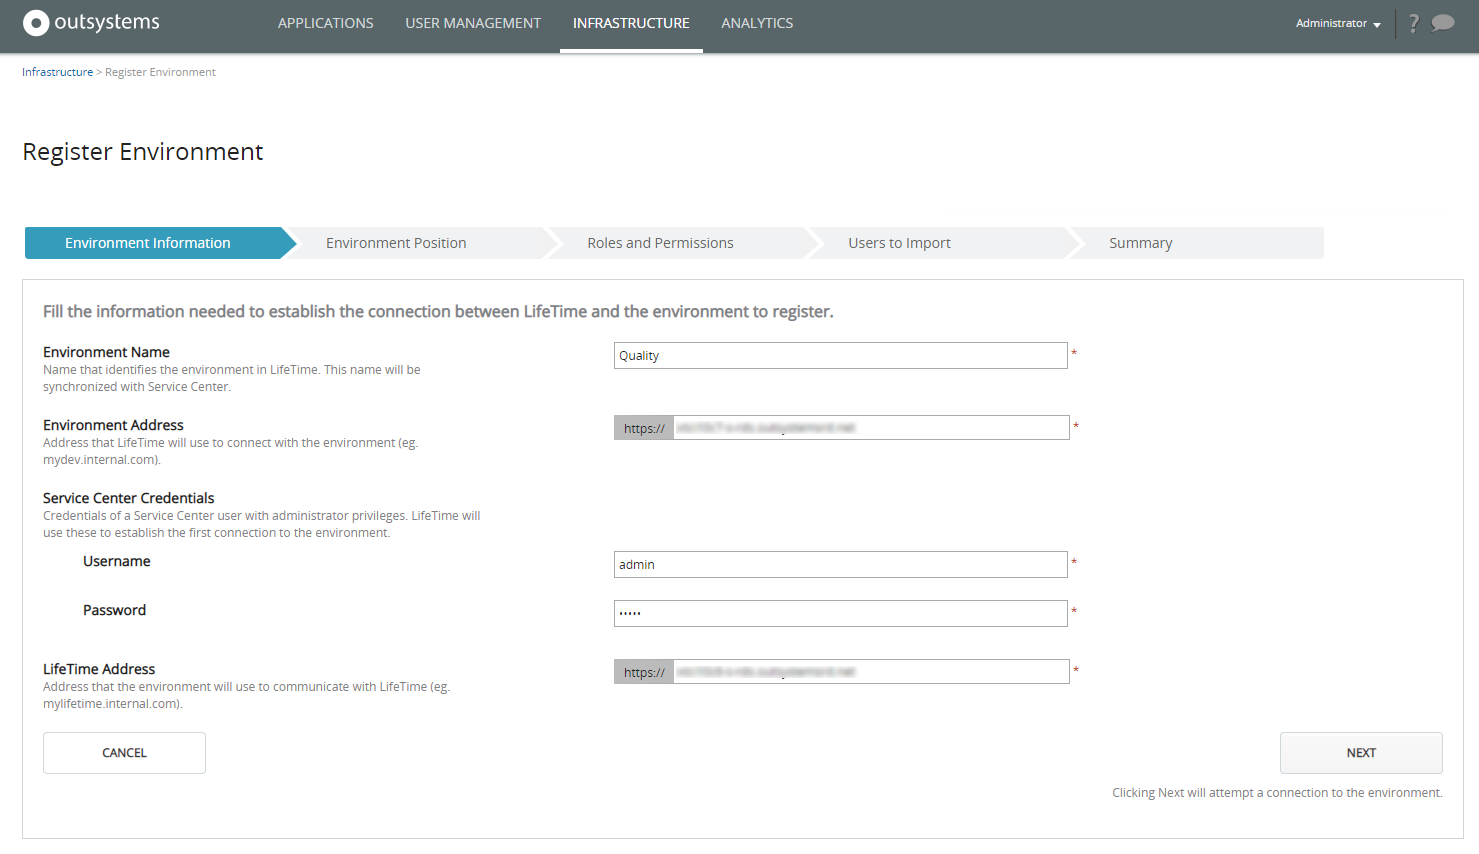 outsystems
APPLICATIONS USER MANAGEMENT INFRASTRUCTURE ANALYTICS
Administrator ?
Infrastructure > Register Environment
Register Environment
Environment Information Environment Position Roles and Permissions Users to Import Summary
Fill the information needed to establish the connection between LifeTime and the environment to register.
Environment Name
Name that identifies the environment in LifeTime. This name will be
synchronized with Service Center.
Quality *
Environment Address
Address that LifeTime will use to connect with the environment (eg.
mydev.internal.com).
https:// *
Service Center Credentials
Credentials of a Service Center user with administrator privileges. LifeTime will
use these to establish the first connection to the environment.
Username
admin *
Password
••••• *
LifeTime Address
Address that the environment will use to communicate with LifeTime (eg.
mylifetime.internal.com).
https:// *
CANCEL
NEXT
Clicking Next will attempt a connection to the environment.